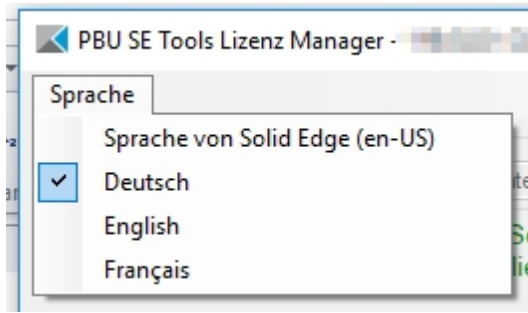 PBU SE Tools Lizenz Manager -
Sprache
Sprache von Solid Edge (en-US)
Deutsch
English
Français